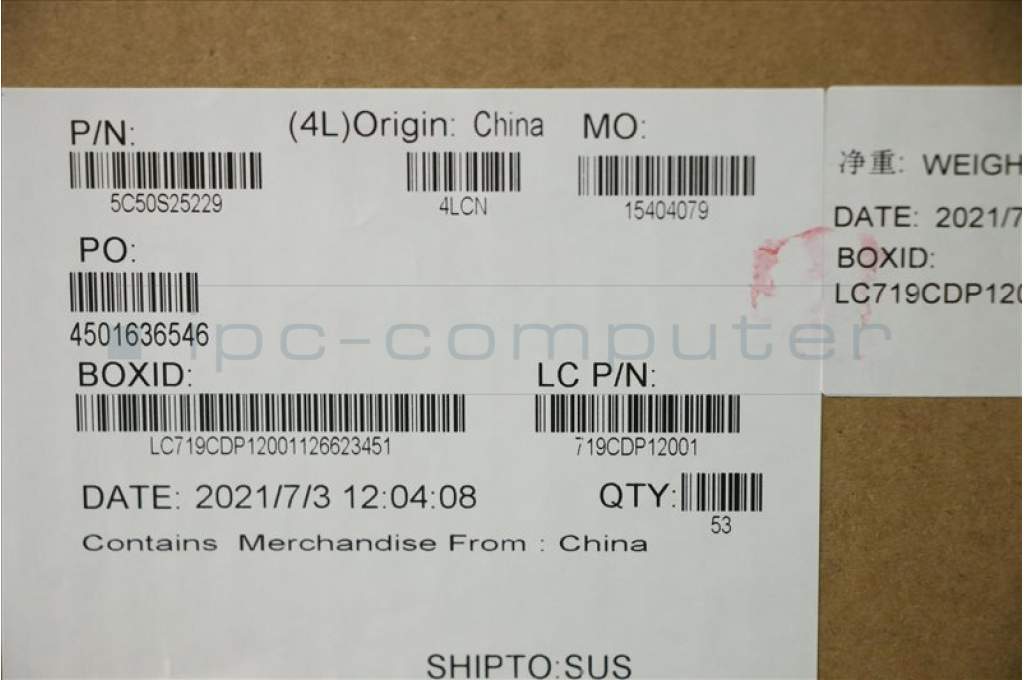 P/N:
(4L)Origin: China
MO:
5C50S25229
4LCN
15404079
PO:
4501636546
ipc-computer
BOXID:
LC P/N:
LC719CDP12001126623451
719CDP12001
DATE: 2021/7/3 12:04:08
QTY:
53
Contains Merchandise From : China
SHIPTO:SUS
净重: WEIGH
DATE: 2021/7
BOXID:
LC719CDP120